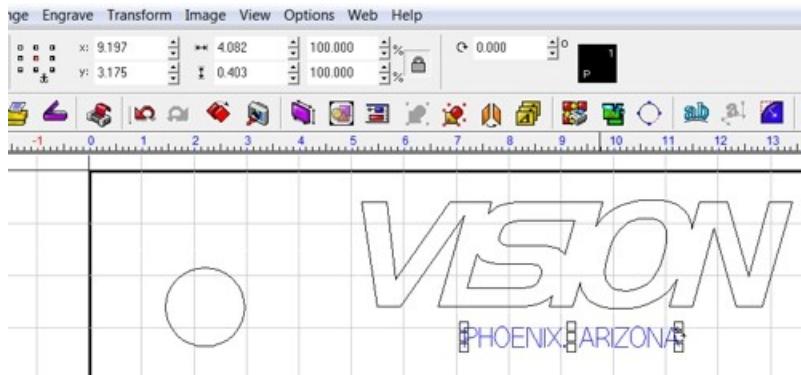 nge Engrave Transform Image View Options Web Help
x: 9.197 4.082 100.000 % 0.000 ° 1
y: 3.175 0.403 100.000 % P
ab a
-1 0 1 2 3 4 5 6 7 8 9 10 11 12 13
VISION
PHOENIX, ARIZONA